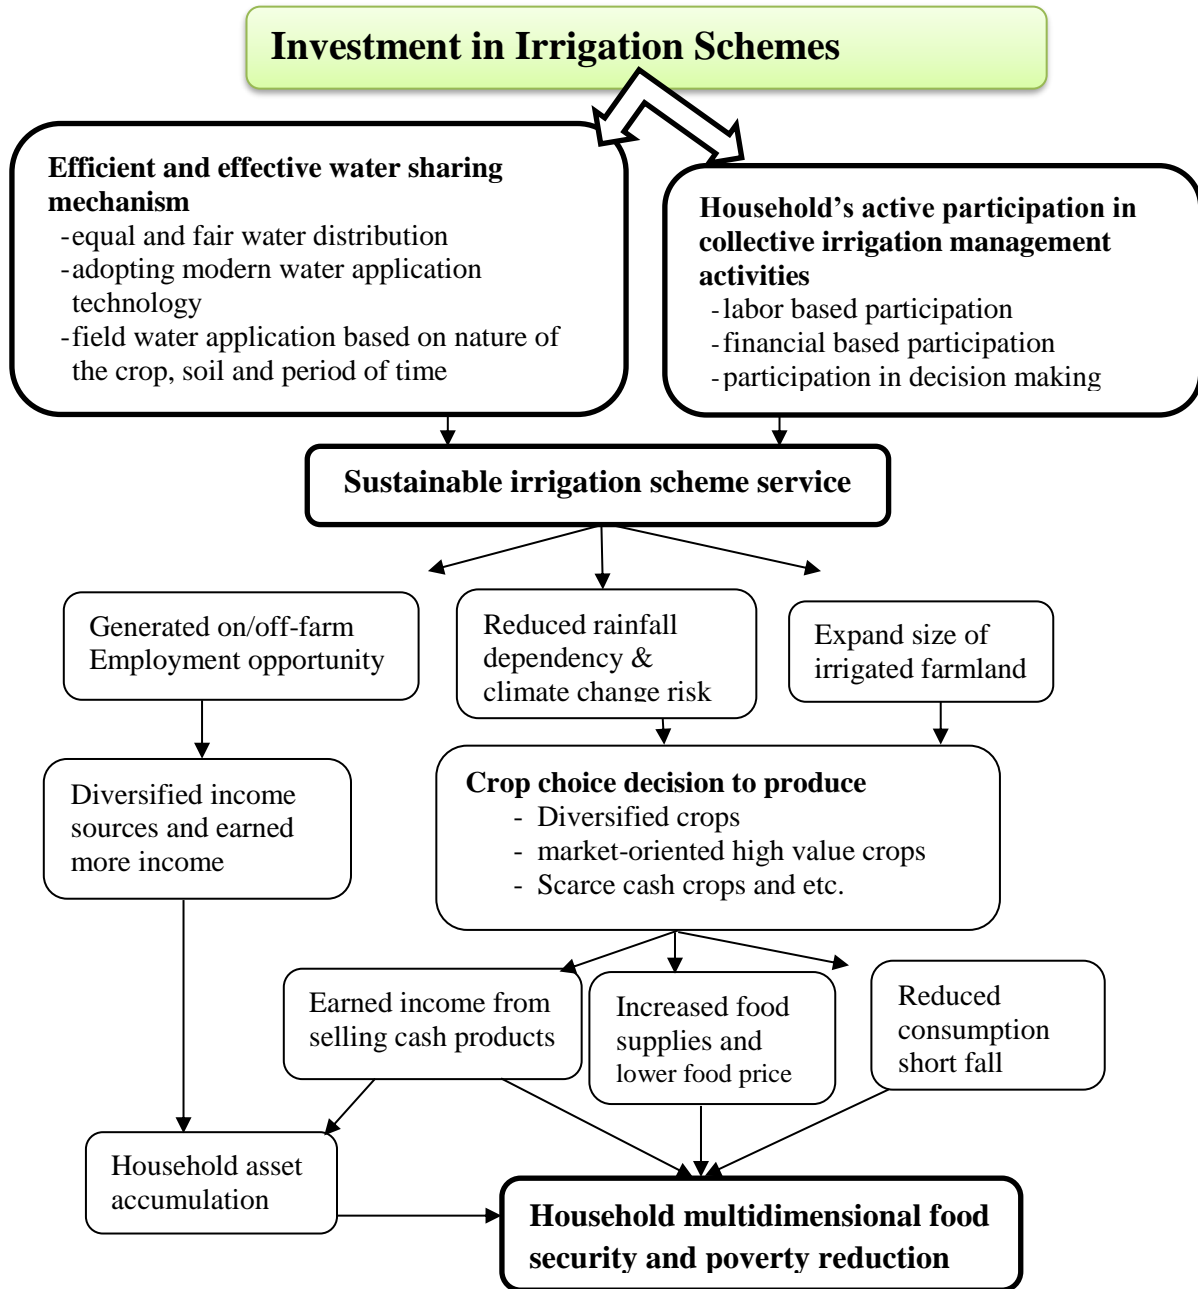 Investment in Irrigation Schemes
Efficient and effective water sharing
mechanism
-equal and fair water distribution
-adopting modern water application
technology
-field water application based on nature of
the crop, soil and period of time
Household’s active participation in
collective irrigation management
activities
-labor based participation
-financial based participation
-participation in decision making
Sustainable irrigation scheme service
Generated on/off-farm
Employment opportunity
Reduced rainfall
dependency &
climate change risk
Expand size of
irrigated farmland
Diversified income
sources and earned
more income
Crop choice decision to produce
- Diversified crops
- market-oriented high value crops
- Scarce cash crops and etc.
Earned income from
selling cash products
Increased food
supplies and
lower food price
Reduced
consumption
short fall
Household asset
accumulation
Household multidimensional food
security and poverty reduction